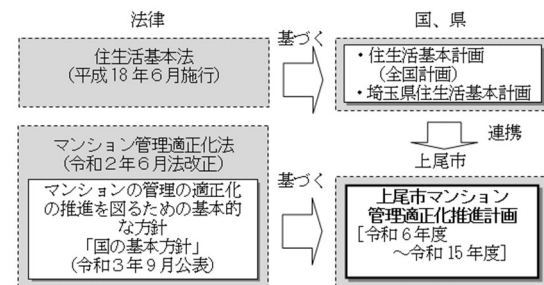 法律
国、県
住生活基本法
(平成18年6月施行)
基づく
・住生活基本計画
(全国計画)
・埼玉県住生活基本計画
連携
上尾市
マンション管理適正化法
(令和2年6月法改正)
マンションの管理の適正化
の推進を図るための基本的
な方針
「国の基本方針」
(令和3年9月公表)
基づく
上尾市マンション
管理適正化推進計画
[令和6年度
~令和15年度]